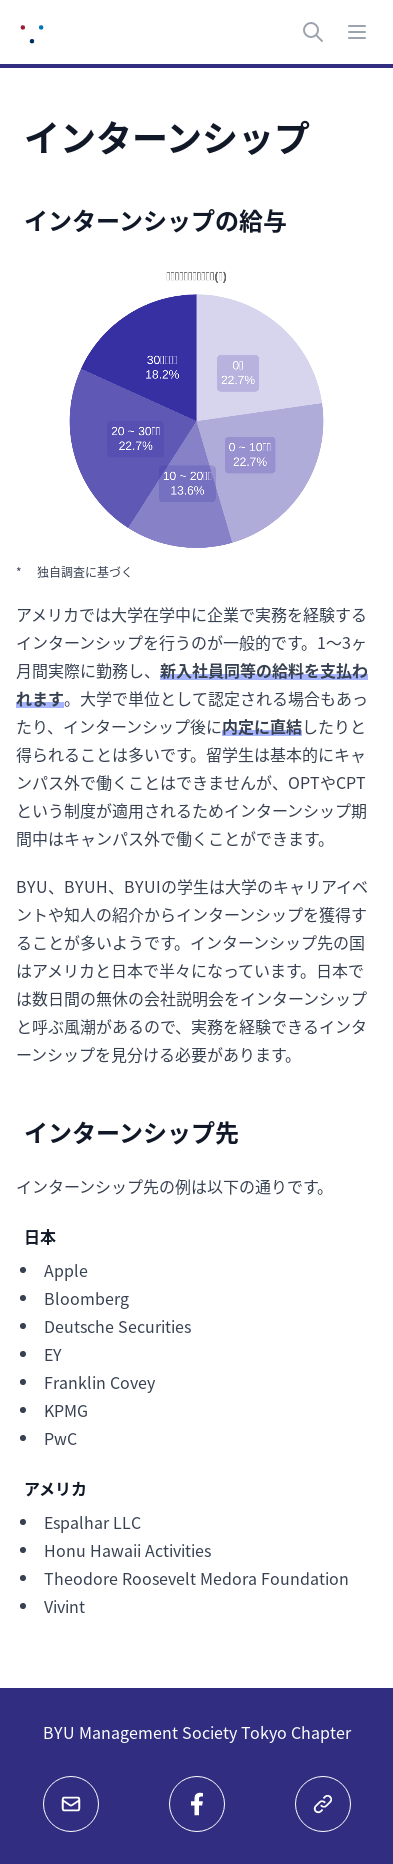 インターンシップ
インターンシップの給与
0
22.7%
0 ~ 10
22.7%
10 ~ 20
13.6%
20 ~ 30
22.7%
30
18.2%
* 独自調査に基づく
アメリカでは大学在学中に企業で実務を経験する
インターンシップを行うのが一般的です。1〜3ヶ
月間実際に勤務し、新入社員同等の給料を支払わ
れます。大学で単位として認定される場合もあっ
たり、インターンシップ後に内定に直結したりと
得られることは多いです。留学生は基本的にキャ
ンパス外で働くことはできませんが、OPTやCPT
という制度が適用されるためインターンシップ期
間中はキャンパス外で働くことができます。
BYU、BYUH、BYUIの学生は大学のキャリアイベ
ントや知人の紹介からインターンシップを獲得す
ることが多いようです。インターンシップ先の国
はアメリカと日本で半々になっています。日本で
は数日間の無休の会社説明会をインターンシップ
と呼ぶ風潮があるので、実務を経験できるインタ
ーンシップを見分ける必要があります。
インターンシップ先
インターンシップ先の例は以下の通りです。
日本
• Apple
• Bloomberg
• Deutsche Securities
• EY
• Franklin Covey
• KPMG
• PwC
アメリカ
• Espalhar LLC
• Honu Hawaii Activities
• Theodore Roosevelt Medora Foundation
• Vivint
BYU Management Society Tokyo Chapter